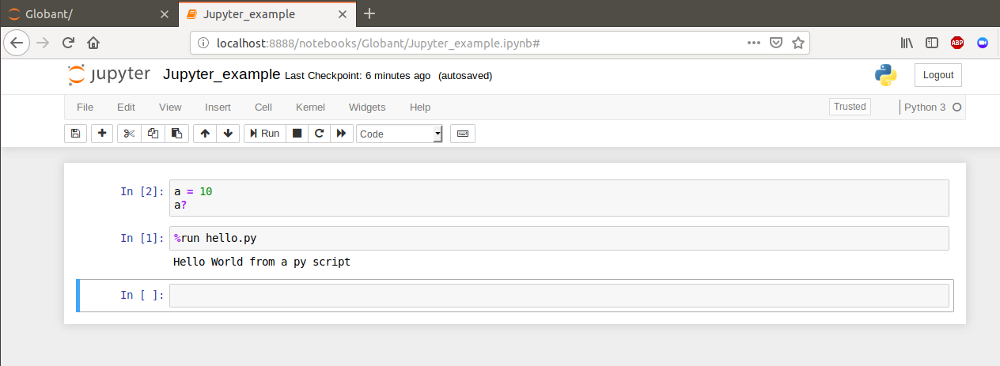 Globant/
Jupyter_example
localhost:8888/notebooks/Globant/Jupyter_example.ipynb#
ABP
jupyter Jupyter_example Last Checkpoint: 6 minutes ago (autosaved)
Logout
File Edit View Insert Cell Kernel Widgets Help
Trusted
Python 3
Run
Code
In [2]: a = 10
a?
In [1]: %run hello.py
Hello World from a py script
In [ ]: